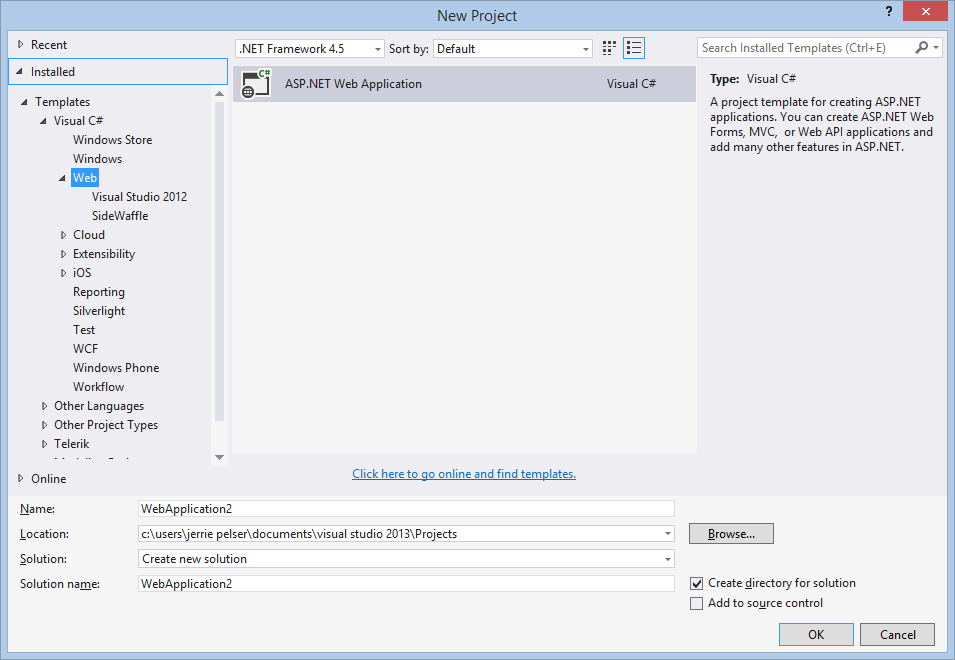 New Project
?
Recent
Installed
Templates
Visual C#
Windows Store
Windows
Web
Visual Studio 2012
SideWaffle
Cloud
Extensibility
iOS
Reporting
Silverlight
Test
WCF
Windows Phone
Workflow
Other Languages
Other Project Types
Telerik
Online
.NET Framework 4.5 Sort by: Default
C# ASP.NET Web Application Visual C#
Click here to go online and find templates.
Search Installed Templates (Ctrl+E)
Type: Visual C#
A project template for creating ASP.NET
applications. You can create ASP.NET Web
Forms, MVC, or Web API applications and
add many other features in ASP.NET.
Name: WebApplication2
Location: c:\users\jerrie pelser\documents\visual studio 2013\Projects Browse...
Solution: Create new solution
Solution name: WebApplication2
Create directory for solution
Add to source control
OK Cancel